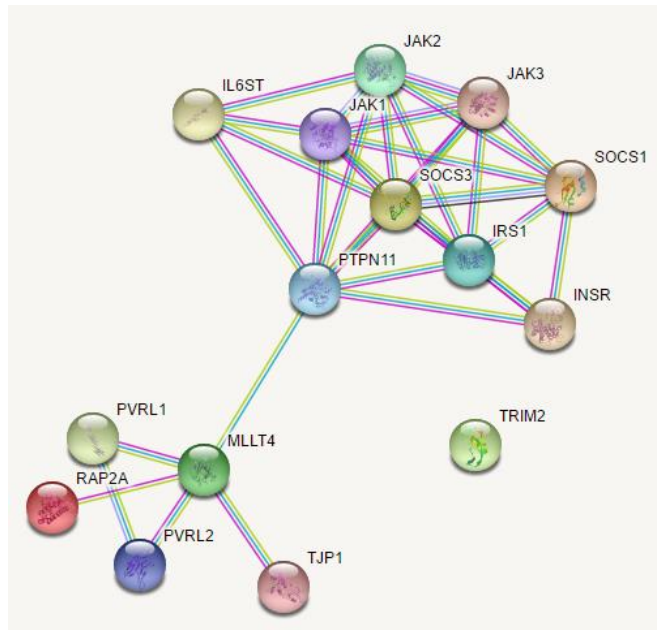 JAK2
IL6ST
JAK3
JAK1
SOCS1
SOCS3
IRS1
PTPN11
INSR
PVRL1
TRIM2
MLLT4
RAP2A
PVRL2
TJP1